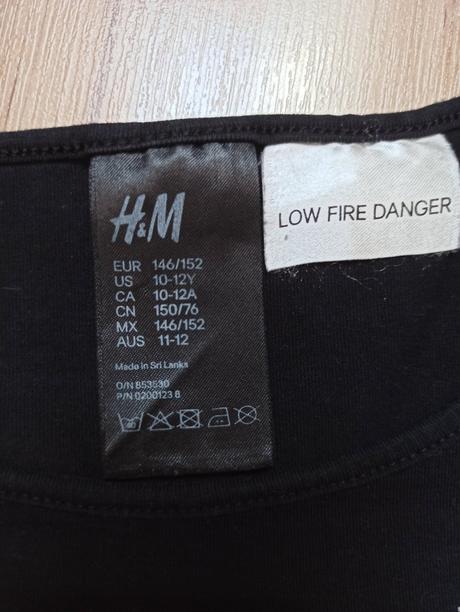 H&M
EUR 146/152
US 10-12Y
CA 10-12A
CN 150/76
MX 146/152
AUS 11-12
Made in Sri Lanka
O/N 853530
P/N 0200123 8
LOW FIRE DANGER